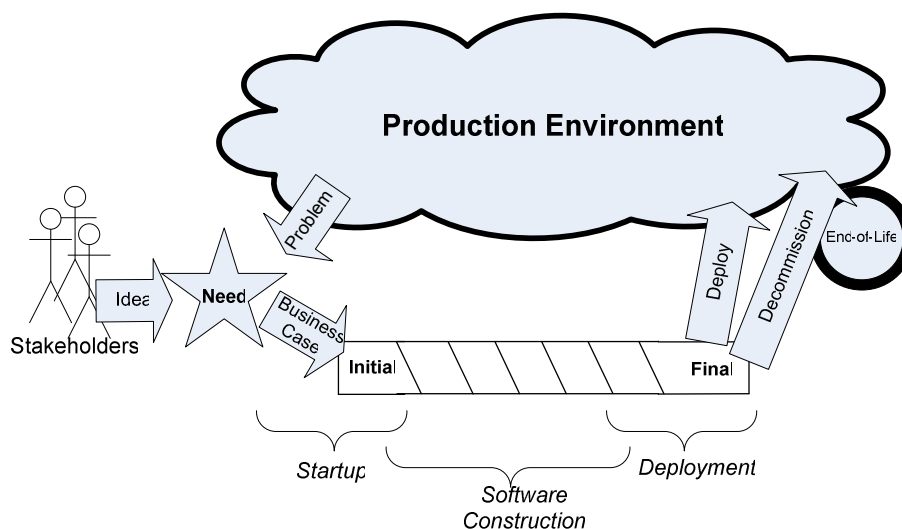 Production Environment
Problem
End-of-Life
Deploy
Decommission
Idea
Need
Stakeholders
Business
Case
Initial
Final
Startup
Deployment
Software
Construction